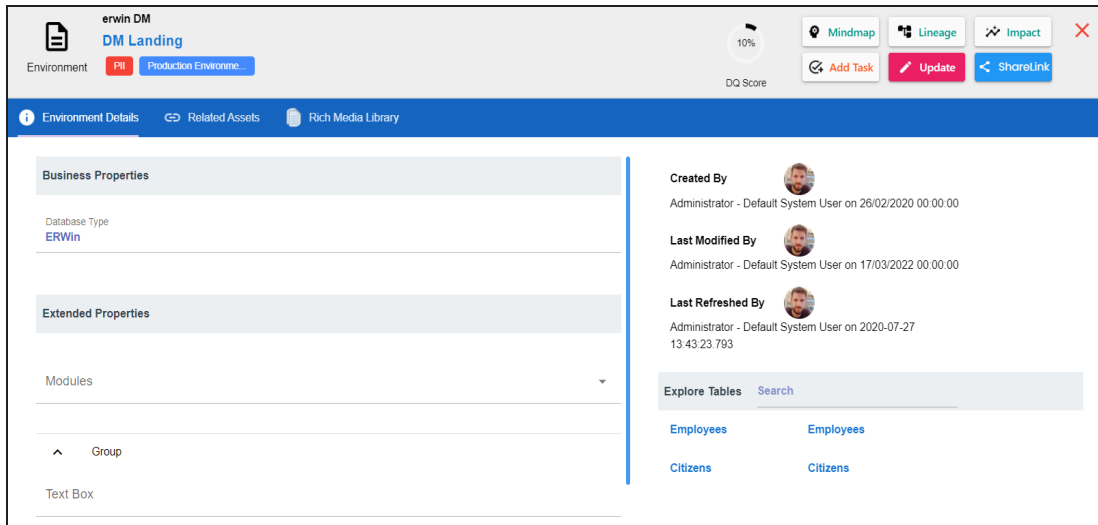 erwin DM
DM Landing
Environment
PII
Production Environme...
10%
DQ Score
Mindmap
Lineage
Impact
Add Task
Update
ShareLink
Environment Details
Related Assets
Rich Media Library
Business Properties
Database Type
ERWin
Extended Properties
Modules
Group
Text Box
Created By
Administrator - Default System User on 26/02/2020 00:00:00
Last Modified By
Administrator - Default System User on 17/03/2022 00:00:00
Last Refreshed By
Administrator - Default System User on 2020-07-27
13:43:23.793
Explore Tables
Search
Employees
Employees
Citizens
Citizens